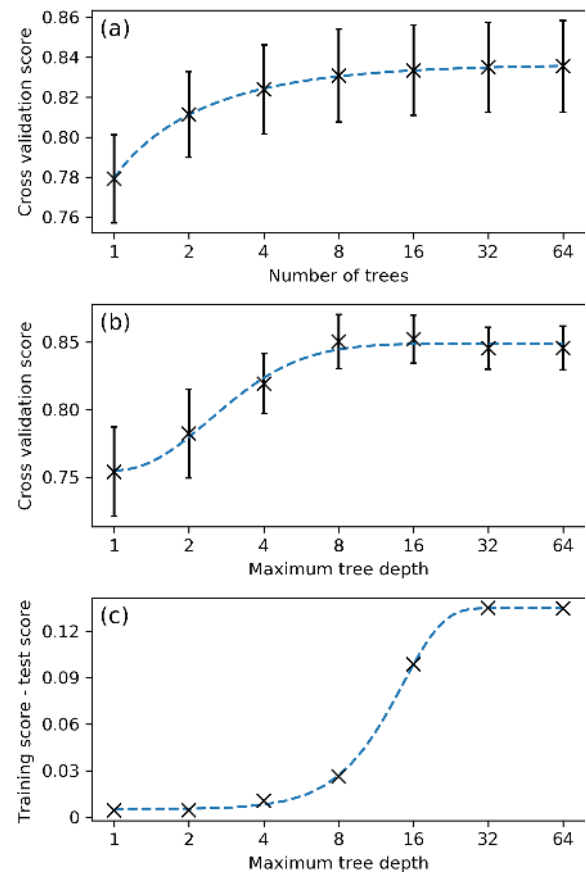 (a)
Cross validation score
0.86
0.84
0.82
0.80
0.78
0.76
1 2 4 8 16 32 64
Number of trees
(b)
Cross validation score
0.85
0.80
0.75
1 2 4 8 16 32 64
Maximum tree depth
(c)
Training score - test score
0.12
0.09
0.06
0.03
0
1 2 4 8 16 32 64
Maximum tree depth